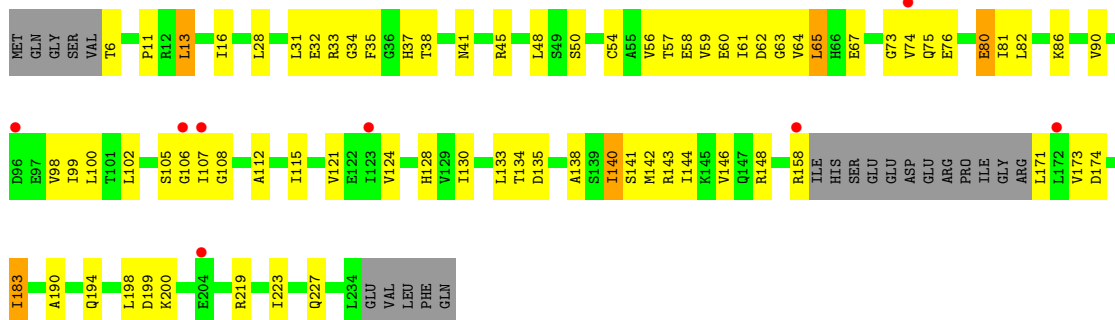 MET GLN GLY SER VAL T6 P11 R12 L13 I16 L28 L31 E32 R33 G34 F35 G36 H37 T38 N41 R45 L48 S49 S50 C54 A55 V56 T57 E58 V59 E60 I61 D62 G63 V64 L65 H66 E67 G73 V74 Q75 E76 E80 I81 L82 K86 V90
D96 E97 V98 I99 L100 T101 L102 S105 G106 I107 G108 A112 I115 V121 E122 I123 V124 H128 V129 I130 L133 T134 D135 A138 S139 I140 S141 M142 R143 I144 K145 V146 Q147 R148 R158 ILE HIS SER GLU GLU ASP GLU ARG PRO ILE GLY ARG L171 L172 V173 D174
I183 A190 Q194 L198 D199 K200 E204 R219 I223 Q227 L234 GLU VAL LEU PHE GLN